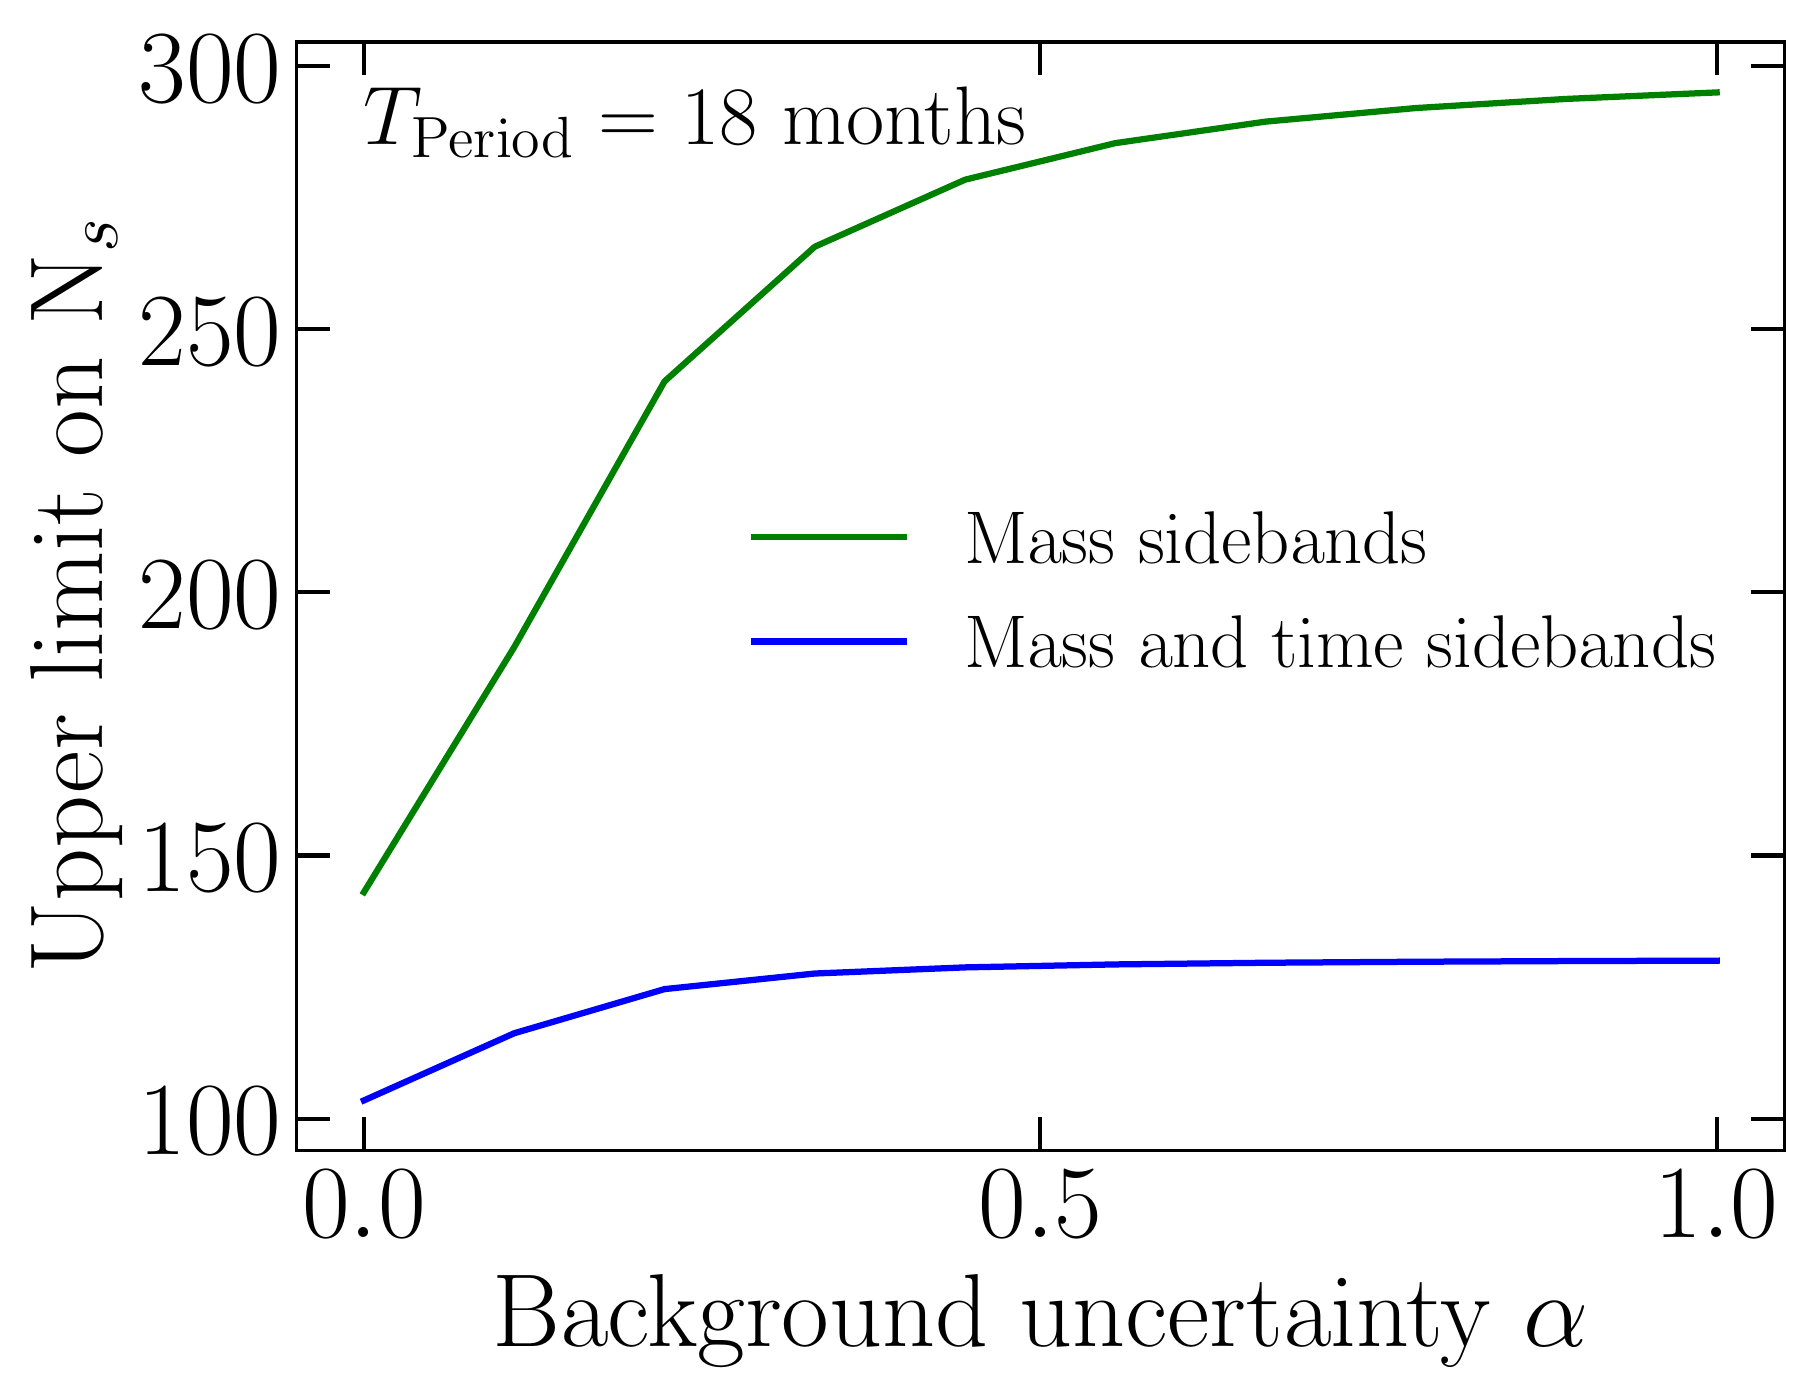 300
250
200
150
100
Upper limit on N_s
T_Period = 18 months
Mass sidebands
Mass and time sidebands
0.0 0.5 1.0
Background uncertainty α